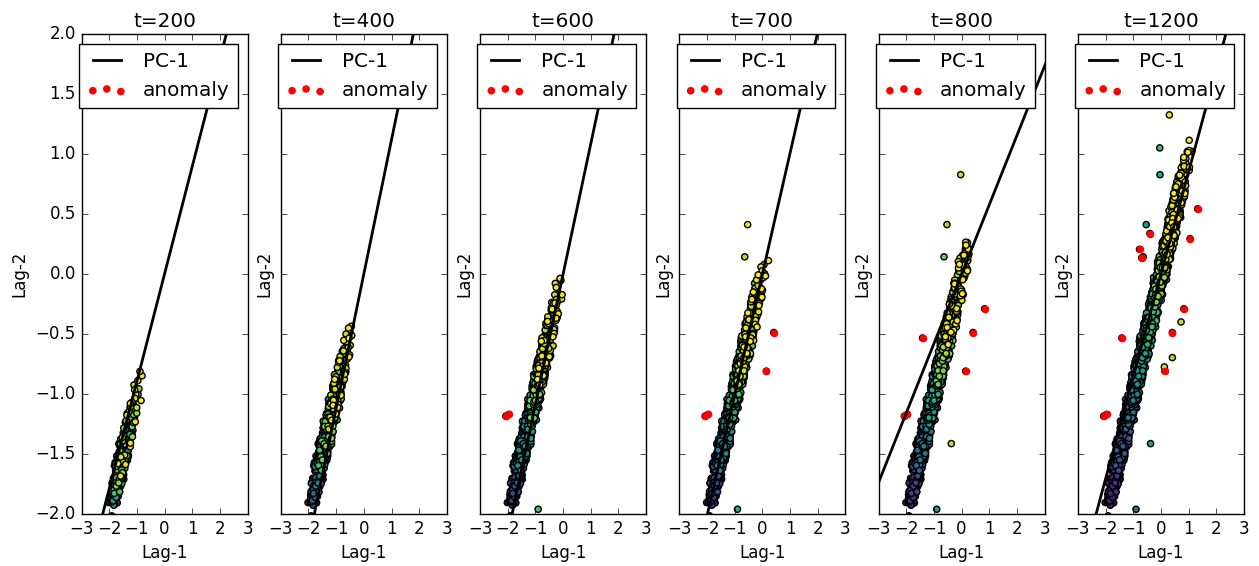 t=200 t=400 t=600 t=700 t=800 t=1200
PC-1 PC-1 PC-1 PC-1 PC-1 PC-1
anomaly anomaly anomaly anomaly anomaly anomaly
2.0
1.5
1.0
0.5
0.0
−0.5
−1.0
−1.5
−2.0
Lag-2 Lag-2 Lag-2 Lag-2 Lag-2 Lag-2
−3 −2 −1 0 1 2 3 −3 −2 −1 0 1 2 3 −3 −2 −1 0 1 2 3 −3 −2 −1 0 1 2 3 −3 −2 −1 0 1 2 3 −3 −2 −1 0 1 2 3
Lag-1 Lag-1 Lag-1 Lag-1 Lag-1 Lag-1